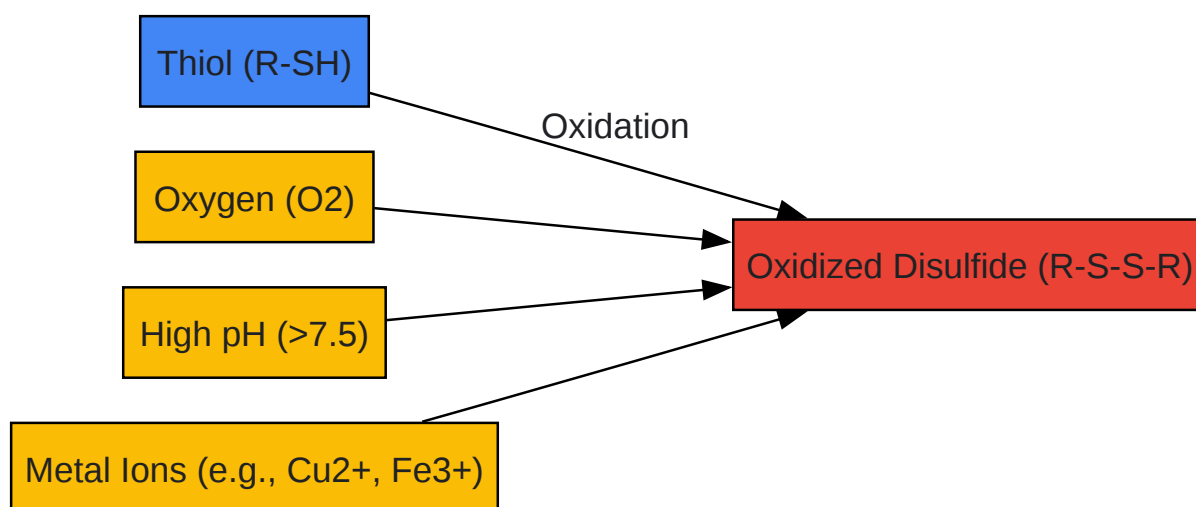 Thiol (R-SH)
Oxidation
Oxygen (O2)
Oxidized Disulfide (R-S-S-R)
High pH (>7.5)
Metal Ions (e.g., Cu2+, Fe3+)